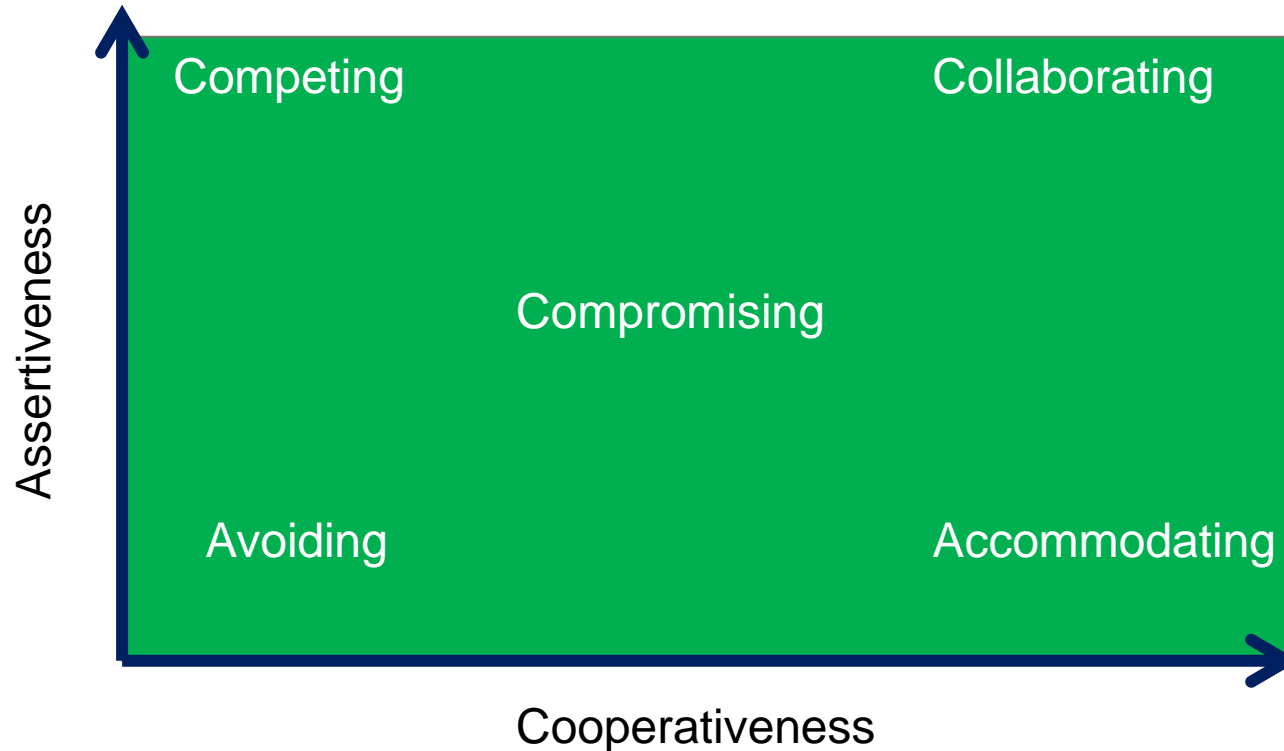 Competing
Collaborating
Assertiveness
Compromising
Avoiding
Accommodating
Cooperativeness